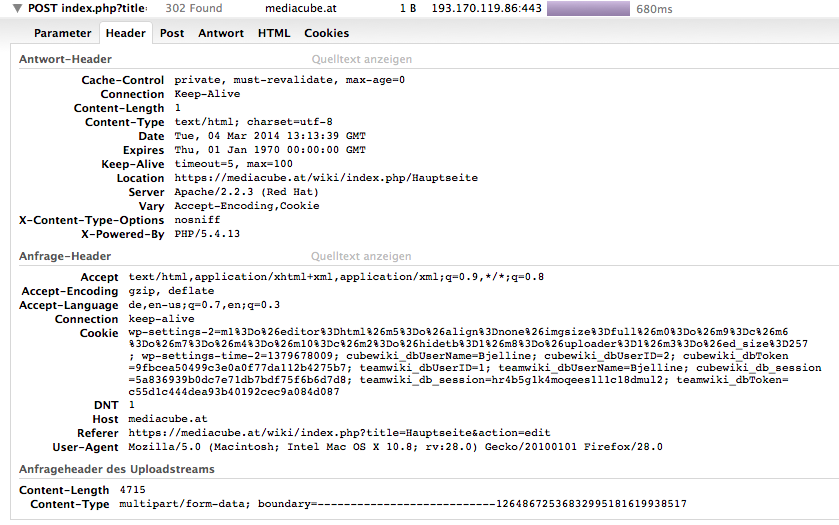 POST index.php?title= 302 Found mediacube.at 1 B 193.170.119.86:443 680ms
Parameter Header Post Antwort HTML Cookies
Antwort-Header Quelltext anzeigen
Cache-Control private, must-revalidate, max-age=0
Connection Keep-Alive
Content-Length 1
Content-Type text/html; charset=utf-8
Date Tue, 04 Mar 2014 13:13:39 GMT
Expires Thu, 01 Jan 1970 00:00:00 GMT
Keep-Alive timeout=5, max=100
Location https://mediacube.at/wiki/index.php/Hauptseite
Server Apache/2.2.3 (Red Hat)
Vary Accept-Encoding,Cookie
X-Content-Type-Options nosniff
X-Powered-By PHP/5.4.13
Anfrage-Header Quelltext anzeigen
Accept text/html,application/xhtml+xml,application/xml;q=0.9,*/*;q=0.8
Accept-Encoding gzip, deflate
Accept-Language de,en-us;q=0.7,en;q=0.3
Connection keep-alive
Cookie wp-settings-2=m1%3Do%26editor%3Dhtml%26m5%3Do%26align%3Dnone%26imgsize%3Dfull%26m0%3Do%26m9%3Dc%26m6
%3Do%26m7%3Do%26m4%3Do%26m10%3Dc%26m2%3Do%26hidetb%3D1%26m8%3Do%26uploader%3D1%26m3%3Do%26ed_size%3D257
; wp-settings-time-2=1379678009; cubewiki_dbUserName=Bjelline; cubewiki_dbUserID=2; cubewiki_dbToken
=9fbcea50499c3e0a0f77da112b4275b7; teamwiki_dbUserID=1; teamwiki_dbUserName=Bjelline; cubewiki_db_session
=5a836939b0dc7e71db7bdf75f6b6d7d8; teamwiki_db_session=hr4b5g1k4moqees111c18dmul2; teamwiki_dbToken=
c55d1c444dea93b40192cec9a084d087
DNT 1
Host mediacube.at
Referer https://mediacube.at/wiki/index.php?title=Hauptseite&action=edit
User-Agent Mozilla/5.0 (Macintosh; Intel Mac OS X 10.8; rv:28.0) Gecko/20100101 Firefox/28.0
Anfrageheader des Uploadstreams
Content-Length 4715
Content-Type multipart/form-data; boundary=---------------------------12648672536832995181619938517